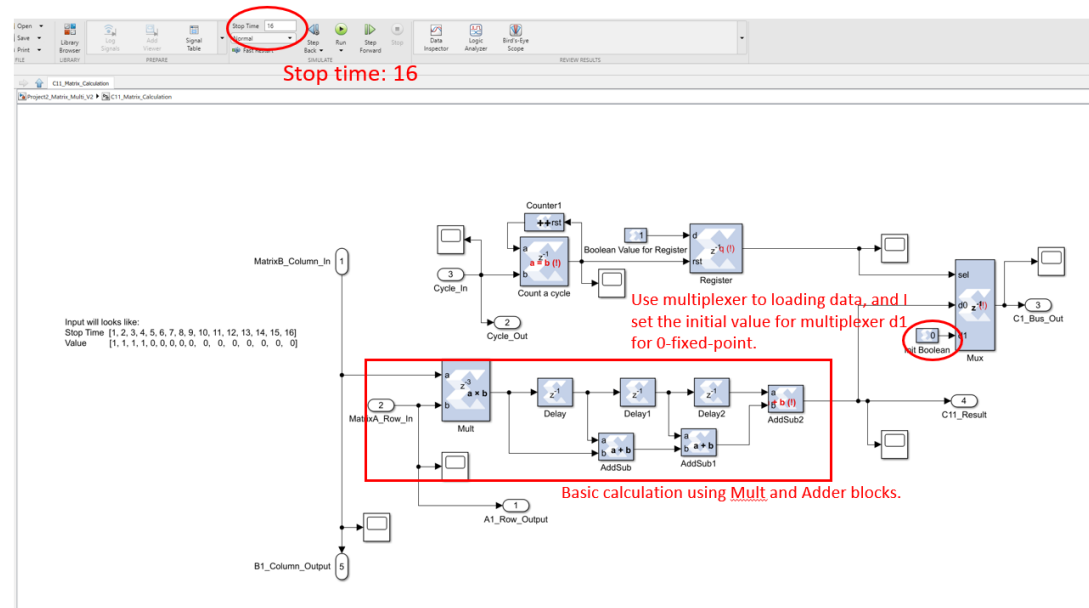 Open
Save
Print
FILE
Library
Browser
LIBRARY
Log
Signals
Add
Viewer
Signal
Table
PREPARE
Stop Time 16
Normal
Fast Restart
Step
Back
Run
Step
Forward
Stop
SIMULATE
Data
Inspector
Logic
Analyzer
Bird's-Eye
Scope
REVIEW RESULTS
Stop time: 16
C11_Matrix_Calculation
Project2_Matrix_Multi_V2 C11_Matrix_Calculation
Counter1
++ rst
MatrixB_Column_In
1
3
Cycle_In
a
b
z-1
a = b (!)
Count a cycle
2
Cycle_Out
1
Boolean Value for Register
d
rst
z-1 q (!)
Register
sel
d0
d1
z-1(!)
Mux
0
Init Boolean
3
C1_Bus_Out
Use multiplexer to loading data, and I
set the initial value for multiplexer d1
for 0-fixed-point.
Input will looks like:
Stop Time [1, 2, 3, 4, 5, 6, 7, 8, 9, 10, 11, 12, 13, 14, 15, 16]
Value [1, 1, 1, 1, 0, 0, 0, 0, 0, 0, 0, 0, 0, 0, 0, 0]
2
MatrixA_Row_In
a
b
z-3
a × b
Mult
z-1
Delay
z-1
Delay1
z-1
Delay2
a
b
a + b
AddSub
a
b
a + b
AddSub1
a
b
+ b (!)
AddSub2
4
C11_Result
Basic calculation using Mult and Adder blocks.
1
A1_Row_Output
B1_Column_Output
5